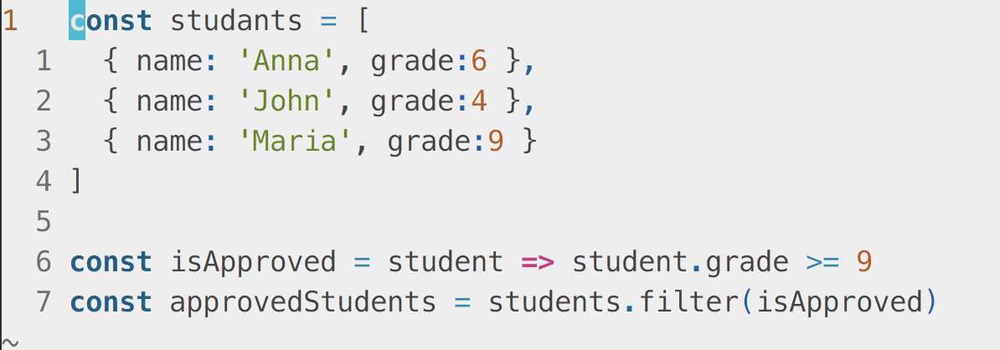 1   const studants = [
  1   { name: 'Anna', grade:6 },
  2   { name: 'John', grade:4 },
  3   { name: 'Maria', grade:9 }
  4 ]
  5
  6 const isApproved = student => student.grade >= 9
  7 const approvedStudents = students.filter(isApproved)
~